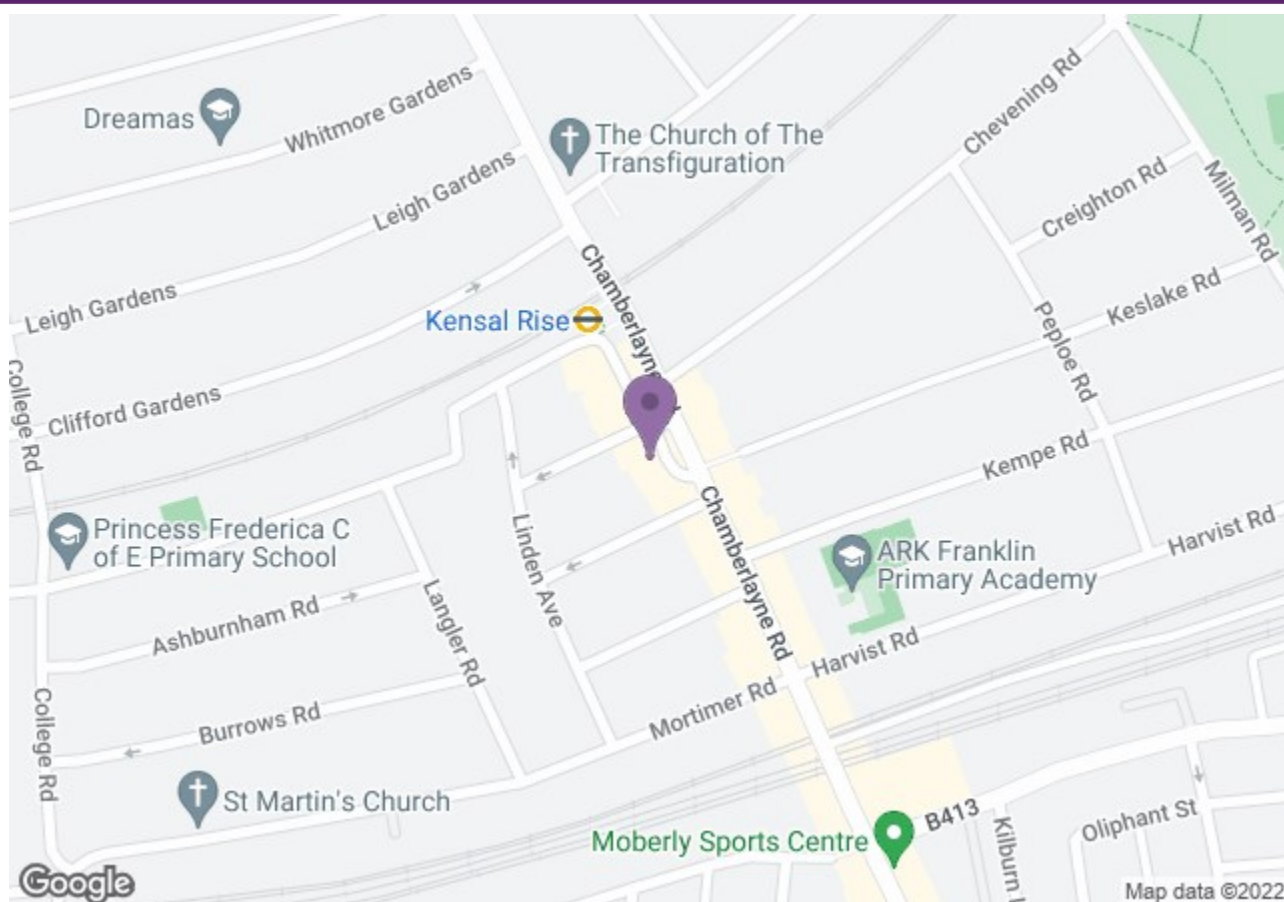 Dreamas
Whitmore Gardens
The Church of The
Transfiguration
Chevening Rd
Leigh Gardens
Creighton Rd
Milman Rd
Leigh Gardens
Chamberlayne Rd
Kensal Rise
Keslake Rd
Peploe Rd
College Rd
Clifford Gardens
Kempe Rd
Princess Frederica C
of E Primary School
Linden Ave
Chamberlayne Rd
ARK Franklin
Primary Academy
Harvist Rd
Ashburnham Rd
Langler Rd
Harvist Rd
Mortimer Rd
College Rd
Burrows Rd
St Martin's Church
Moberly Sports Centre
B413
Kilburn
Oliphant St
Google
Map data ©2022